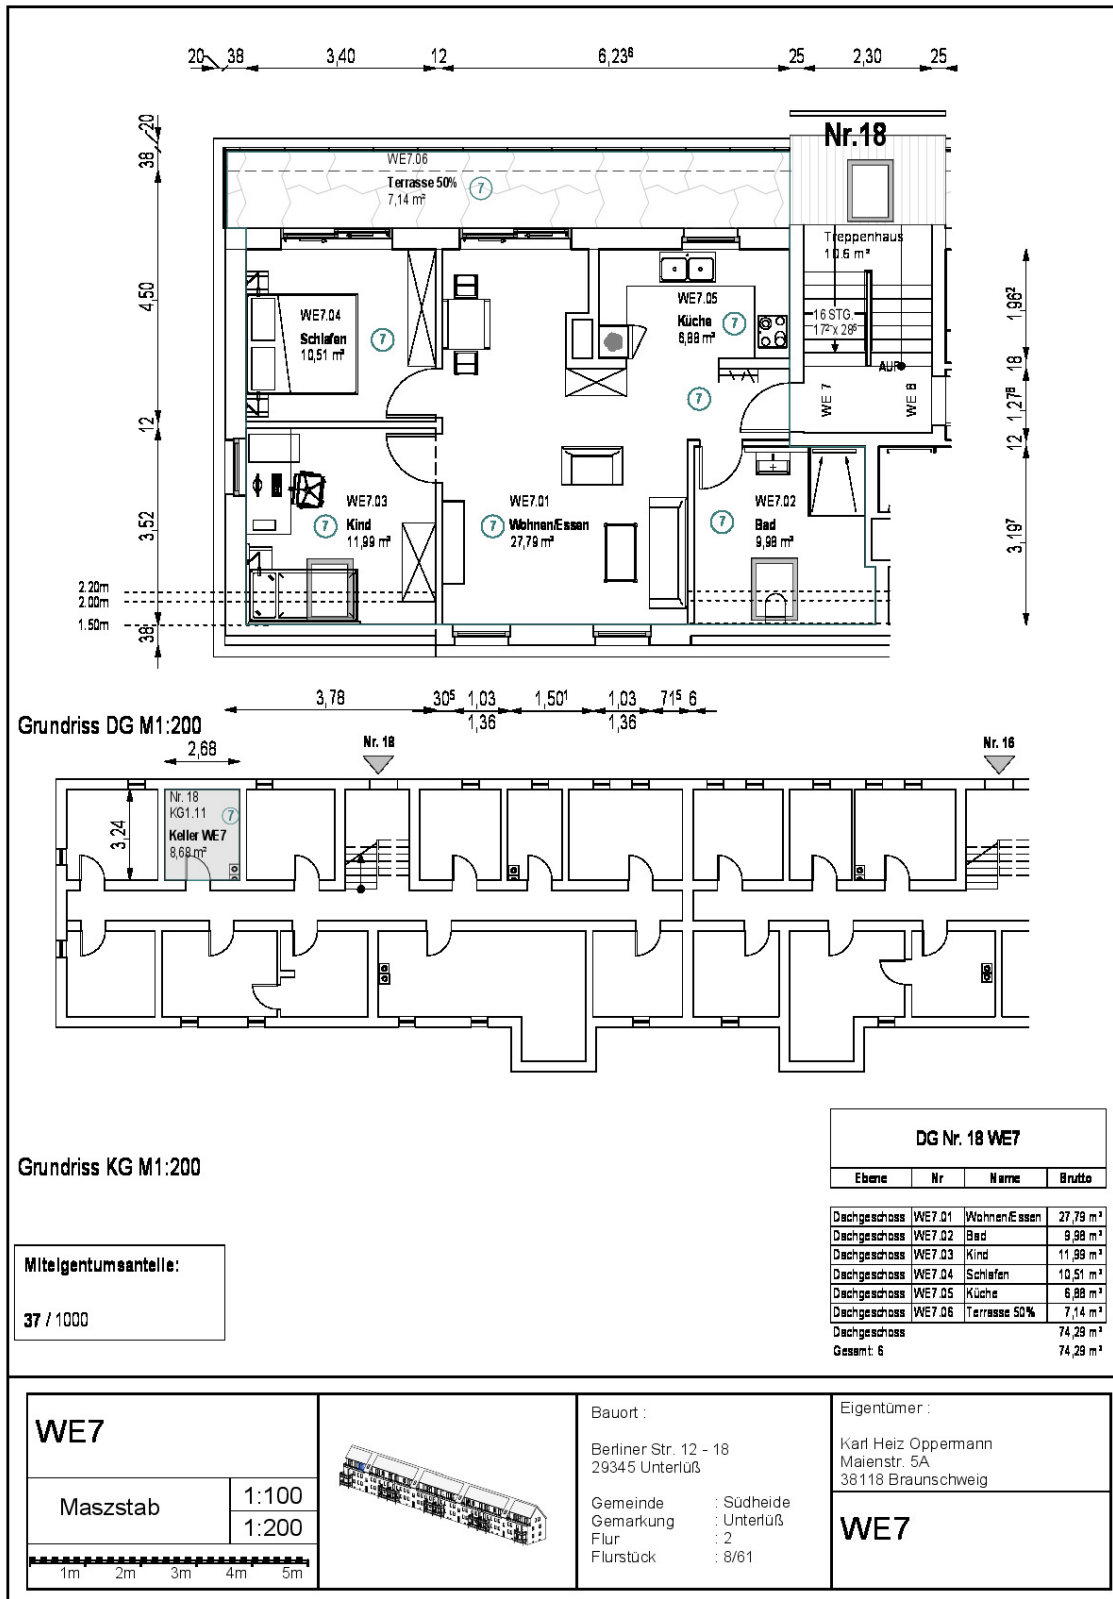 20 38 3,40 12 6,23⁶ 25 2,30 25
20
38
4,50
12
3,52
38
Nr.18
WE7.06
Terrasse 50%
7,14 m²
7
Treppenhaus
10.6 m²
16 STG.
17² x 28⁵
AUF
WE 7
WE 8
WE7.04
Schlafen
10,51 m²
7
WE7.05
Küche
6,88 m²
7
7
WE7.03
Kind
11,99 m²
7
WE7.01
Wohnen/Essen
27,79 m²
7
WE7.02
Bad
9,98 m²
7
1,96²
18
1,27⁸
12
3,19⁷
2.20m
2.00m
1.50m
3,78 30⁵ 1,03 1,50¹ 1,03 71⁵ 6
1,36 1,36
Grundriss DG M1:200
2,68
Nr. 18
Nr. 16
3,24
Nr. 18
KG1.11
7
Keller WE7
8,68 m²
Grundriss KG M1:200
DG Nr. 18 WE7
Ebene Nr Name Brutto
Dachgeschoss WE7.01 Wohnen/Essen 27,79 m²
Dachgeschoss WE7.02 Bad 9,98 m²
Dachgeschoss WE7.03 Kind 11,99 m²
Dachgeschoss WE7.04 Schlafen 10,51 m²
Dachgeschoss WE7.05 Küche 6,88 m²
Dachgeschoss WE7.06 Terrasse 50% 7,14 m²
Dachgeschoss 74,29 m²
Gesamt: 6 74,29 m²
Miteigentumsanteile:
37 / 1000
WE7
Maszstab
1:100
1:200
1m 2m 3m 4m 5m
Bauort :
Berliner Str. 12 - 18
29345 Unterlüß
Gemeinde : Südheide
Gemarkung : Unterlüß
Flur : 2
Flurstück : 8/61
Eigentümer :
Karl Heiz Oppermann
Maienstr. 5A
38118 Braunschweig
WE7